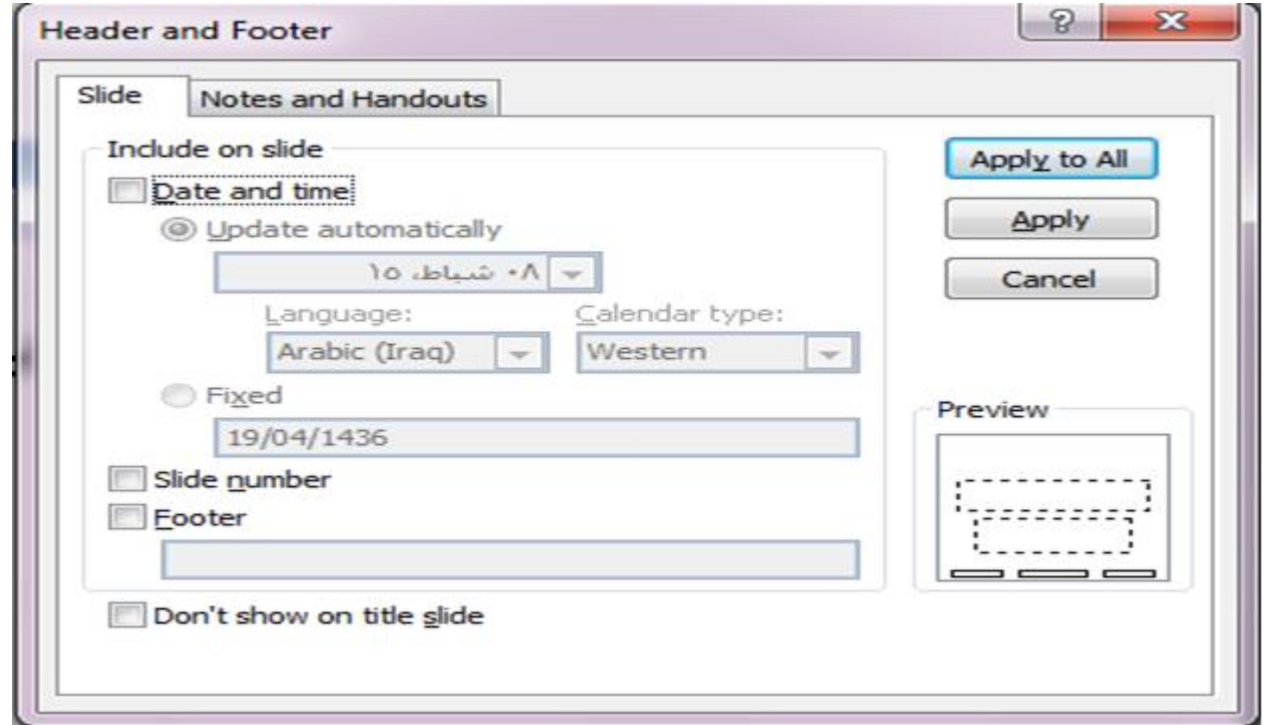 Header and Footer
Slide Notes and Handouts
Include on slide
Date and time
Update automatically
٠٨ شباط، ١٥
Language: Calendar type:
Arabic (Iraq) Western
Fixed
19/04/1436
Slide number
Footer
Don't show on title slide
Apply to All
Apply
Cancel
Preview